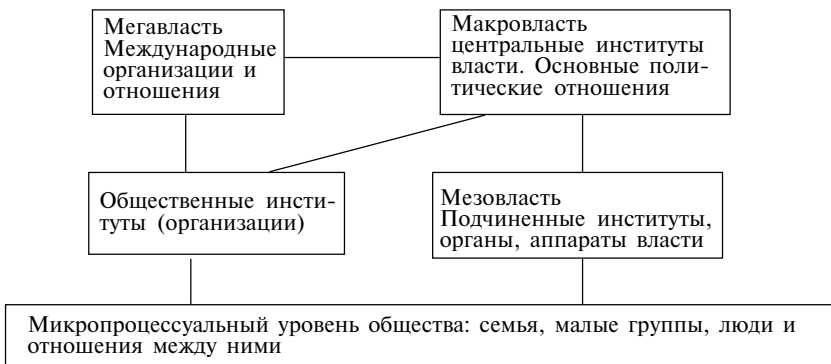 Мегавласть
Международные
организации и
отношения
Макровласть
центральные институты
власти. Основные поли-
тические отношения
Общественные инсти-
туты (организации)
Мезовласть
Подчиненные институты,
органы, аппараты власти
Микропроцессуальный уровень общества: семья, малые группы, люди и
отношения между ними